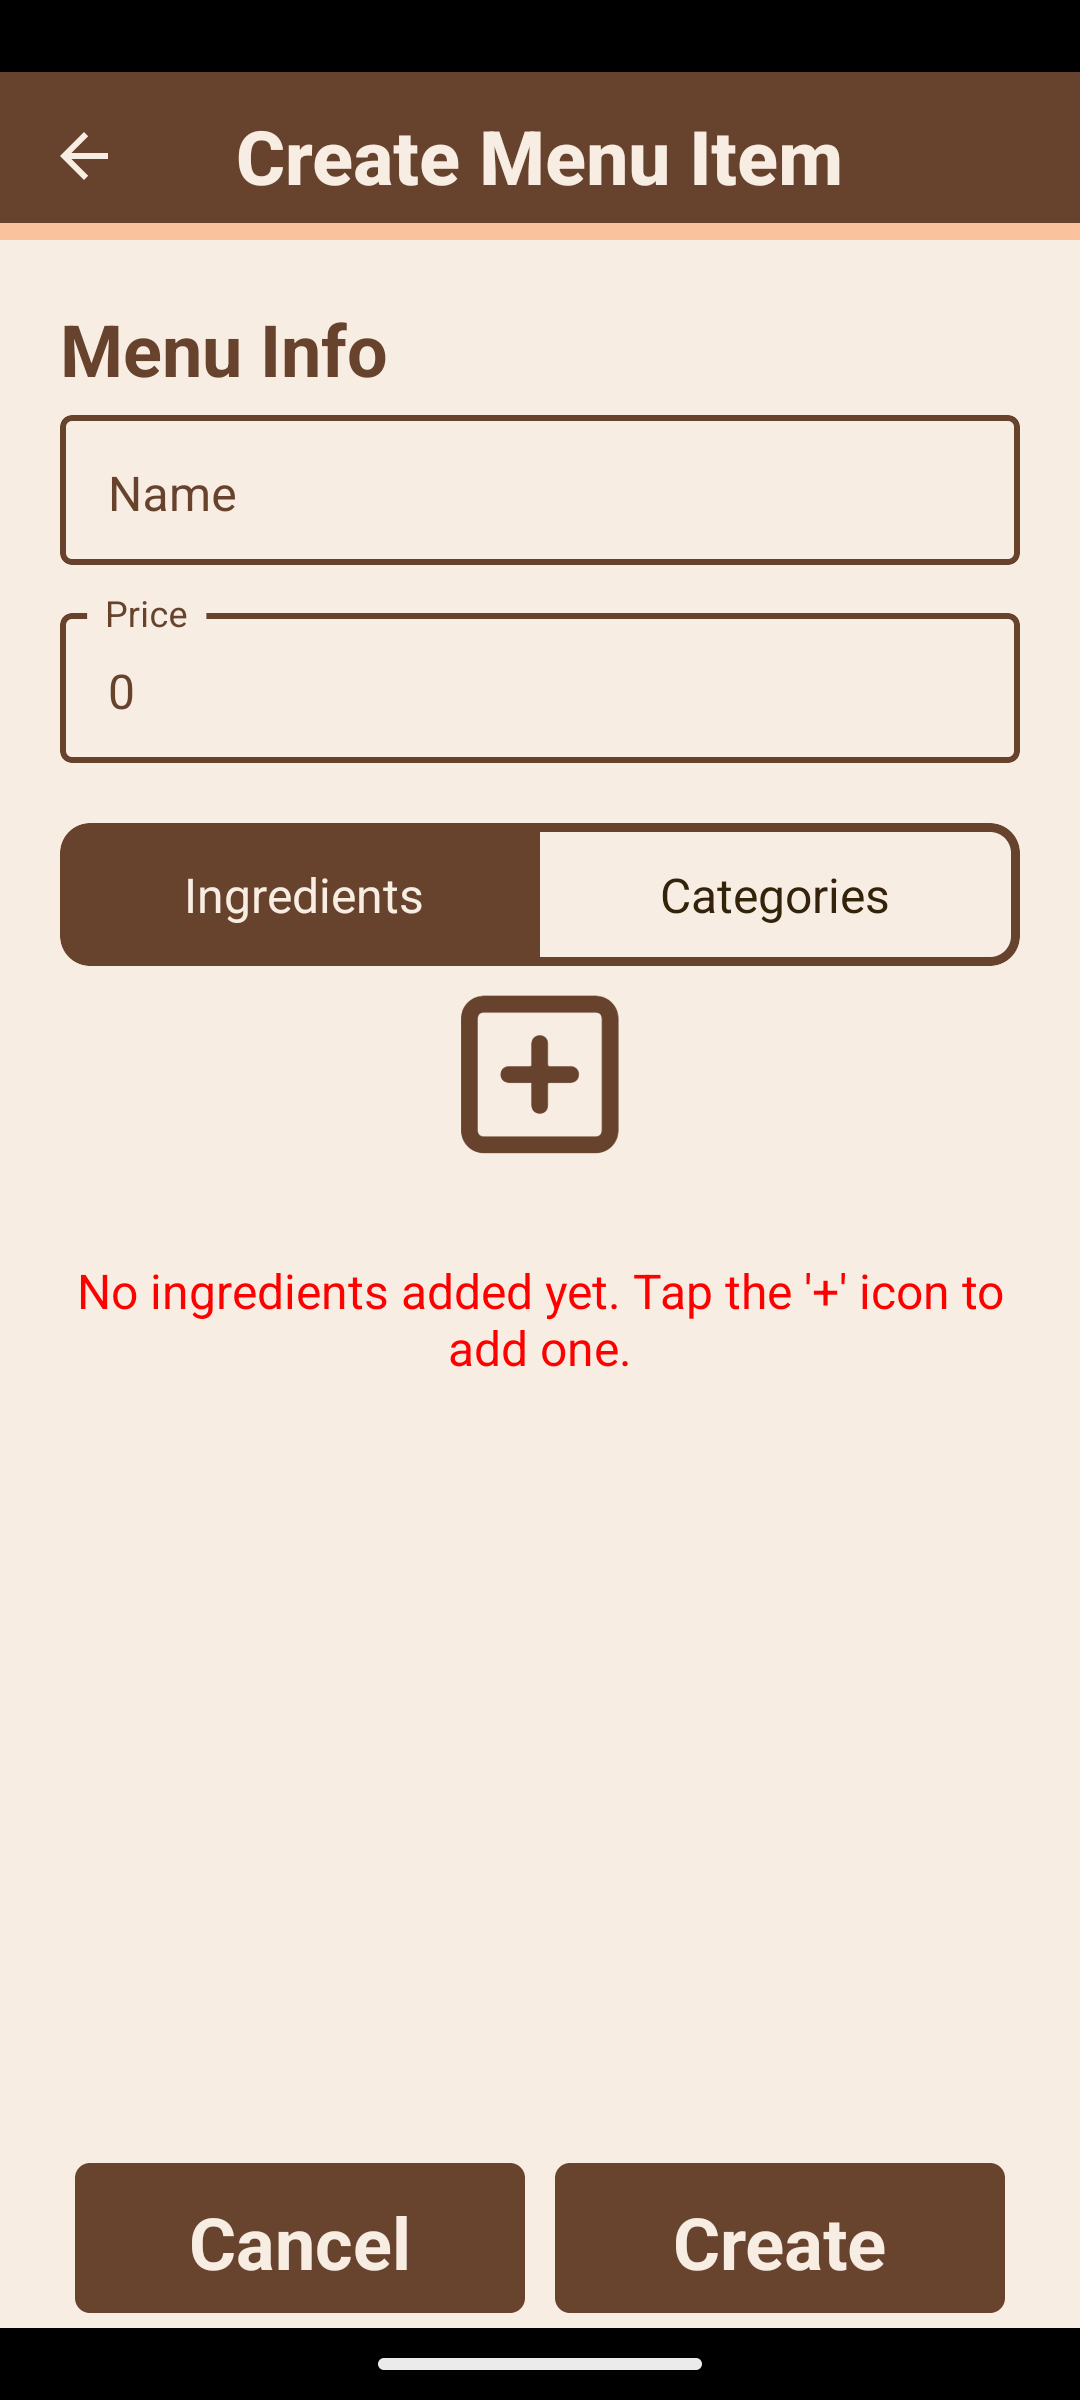 Create Menu Item
Menu Info
Name
Price
0
Ingredients
Categories
No ingredients added yet. Tap the '+' icon to
add one.
Cancel
Create